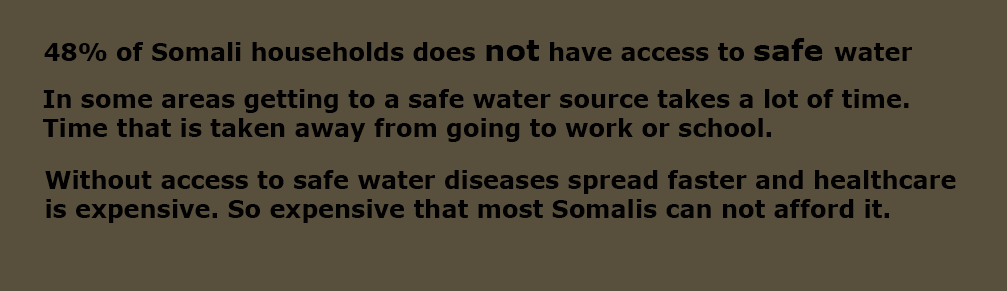 48% of Somali households does not have access to safe water
In some areas getting to a safe water source takes a lot of time.
Time that is taken away from going to work or school.
Without access to safe water diseases spread faster and healthcare
is expensive. So expensive that most Somalis can not afford it.